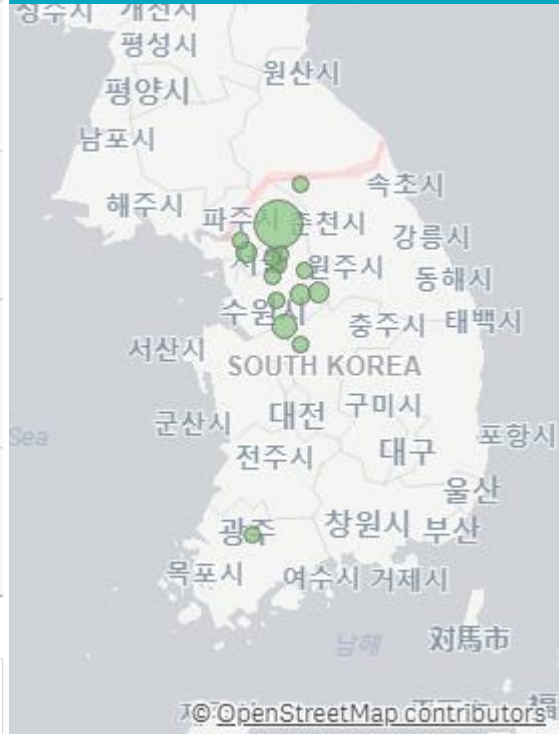 개천시
평성시
원산시
평양시
남포시
속초시
해주시
파주시
춘천시
강릉시
원주시
동해시
수원시
충주시
태백시
서산시
SOUTH KOREA
구미시
대전
군산시
Sea
포항시
대구
전주시
울산
창원시
부산
광주
목포시
여수시
거제시
남해
対馬市
© OpenStreetMap contributors
福